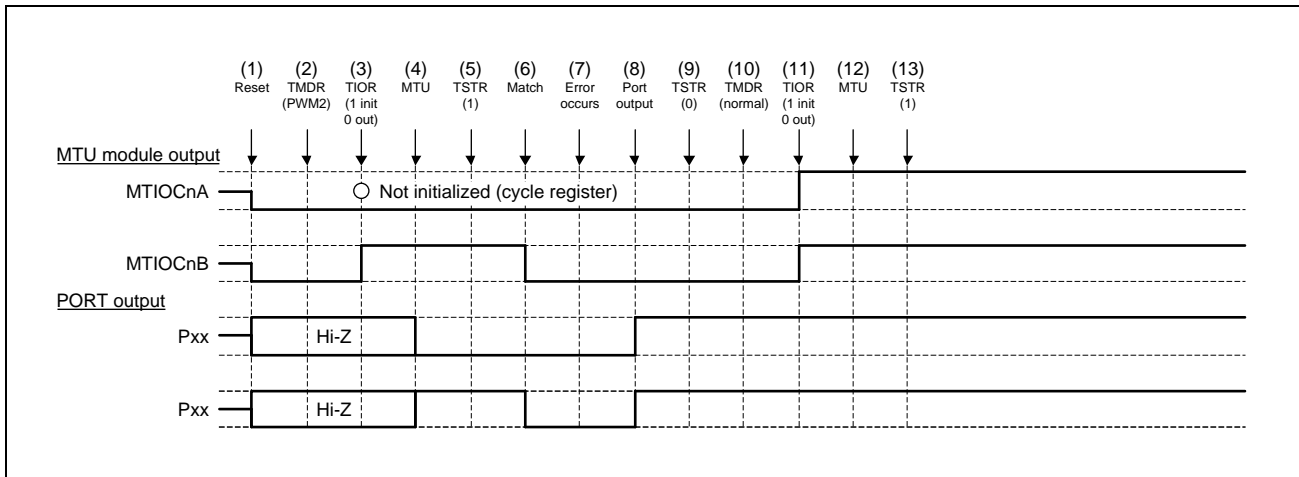 (1) (2) (3) (4) (5) (6) (7) (8) (9) (10) (11) (12) (13)
Reset TMDR TIOR MTU TSTR Match Error Port TSTR TMDR TIOR MTU TSTR
(PWM2) (1 init (1) occurs output (0) (normal) (1 init (1)
0 out) 0 out)
MTU module output
MTIOCnA Not initialized (cycle register)
MTIOCnB
PORT output
Pxx Hi-Z
Pxx Hi-Z